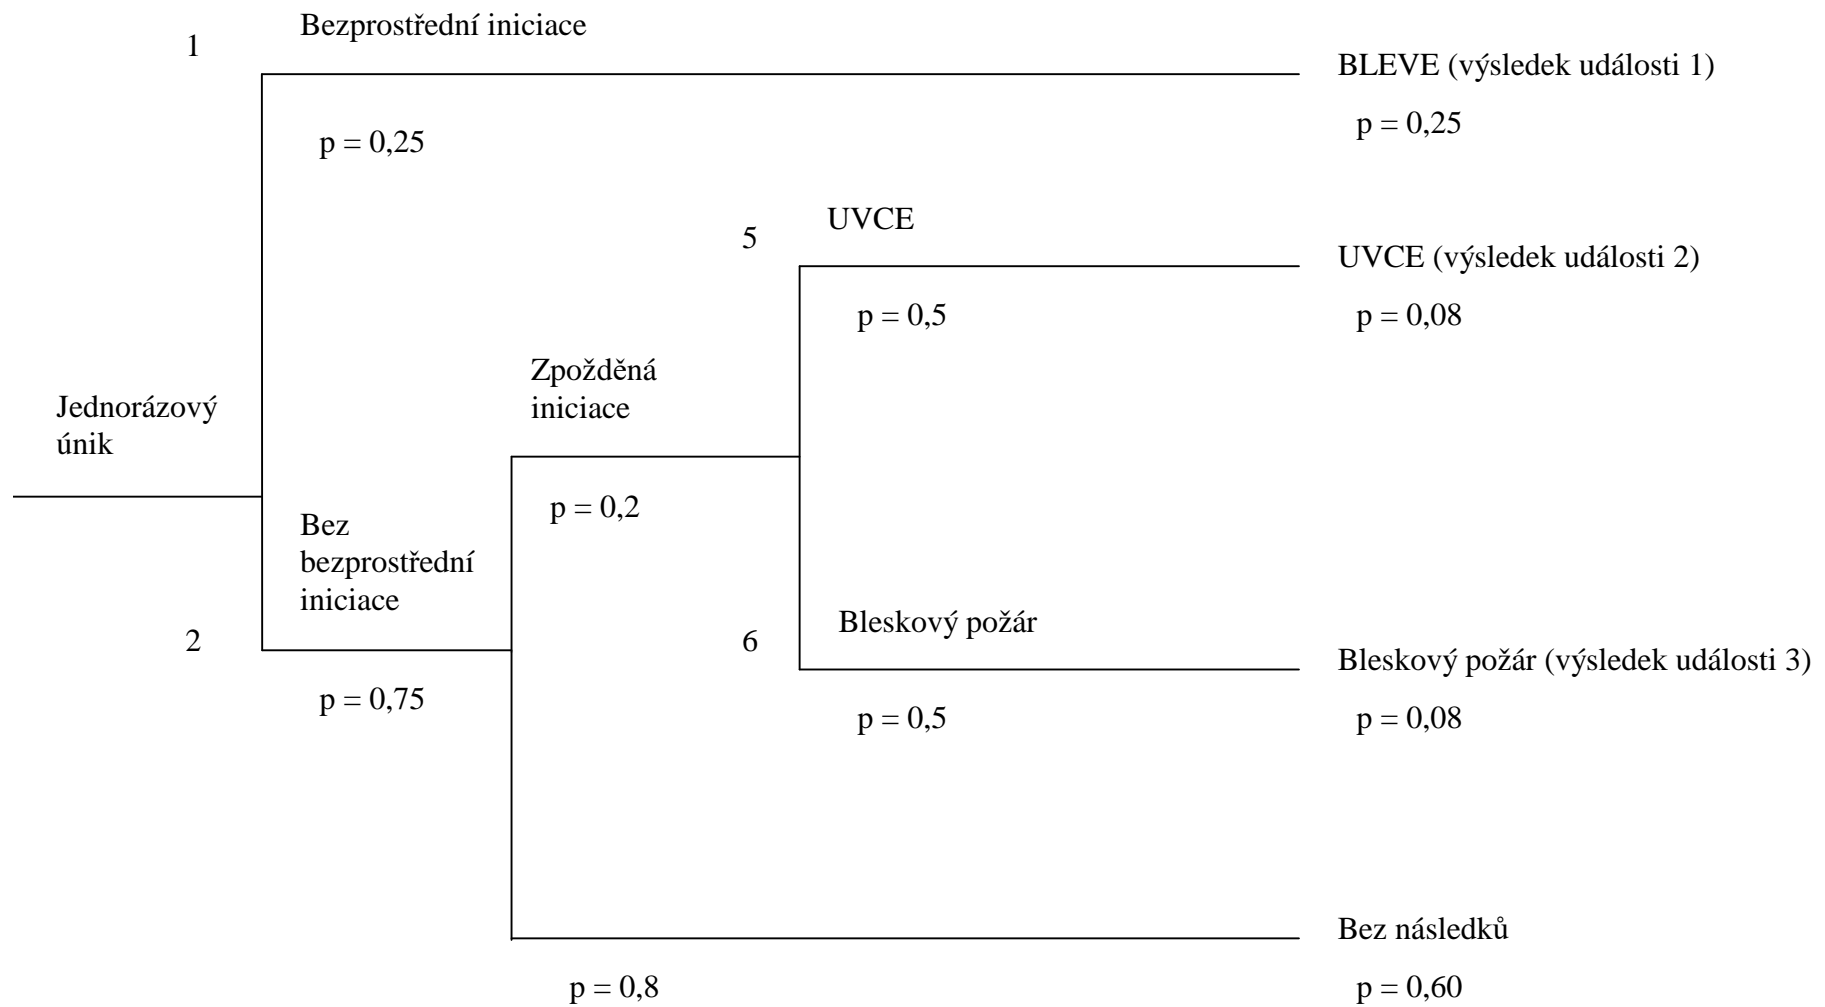 Bezprostřední iniciace
1
BLEVE (výsledek události 1)
p = 0,25
p = 0,25
UVCE
5
UVCE (výsledek události 2)
p = 0,5
p = 0,08
Zpožděná
iniciace
Jednorázový
únik
p = 0,2
Bez
bezprostřední
iniciace
2
6
Bleskový požár
Bleskový požár (výsledek události 3)
p = 0,75
p = 0,5
p = 0,08
Bez následků
p = 0,8
p = 0,60